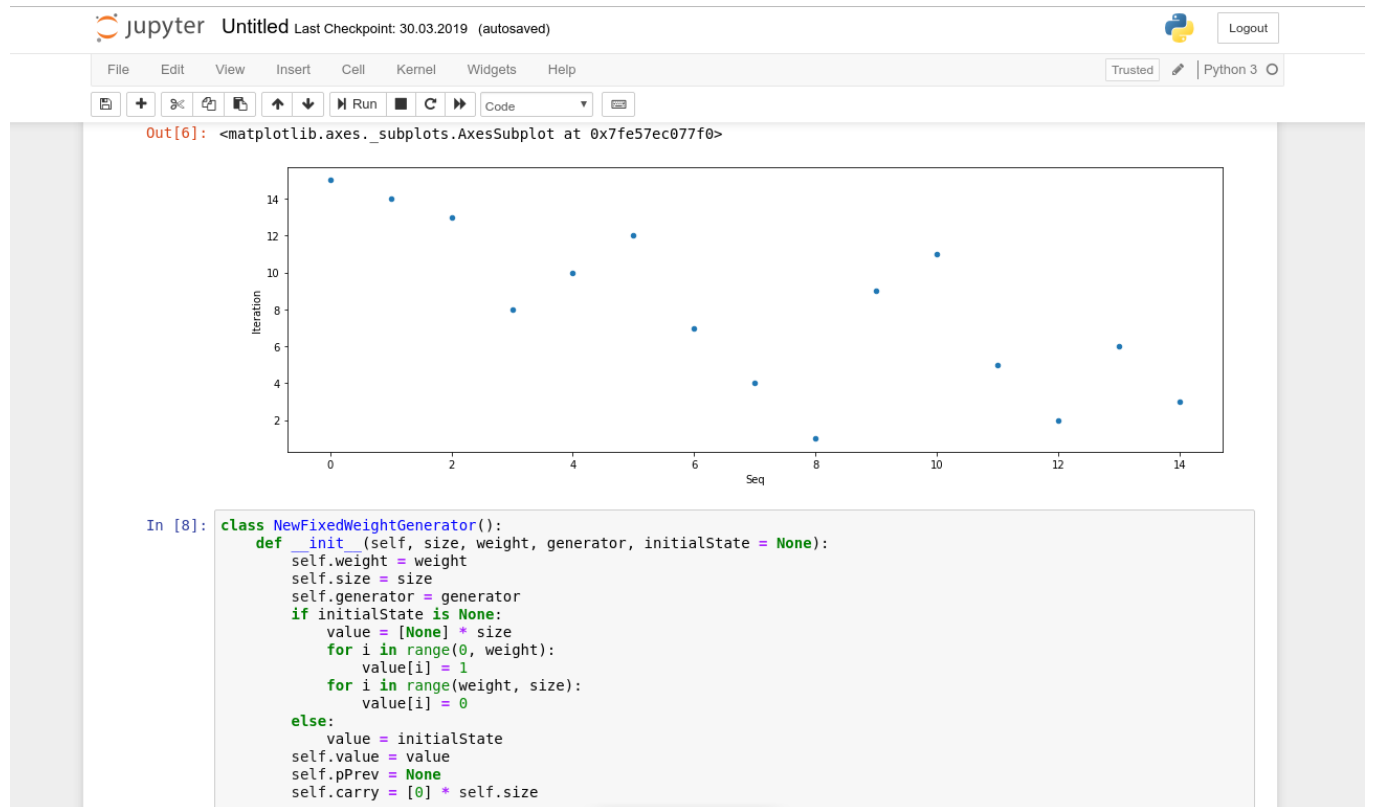 jupyter Untitled Last Checkpoint: 30.03.2019 (autosaved) Logout
File Edit View Insert Cell Kernel Widgets Help Trusted Python 3
Run Code
Out[6]: <matplotlib.axes._subplots.AxesSubplot at 0x7fe57ec077f0>
14
12
10
8
6
4
2
Iteration
0 2 4 6 8 10 12 14
Seq
In [8]: class NewFixedWeightGenerator():
    def __init__(self, size, weight, generator, initialState = None):
        self.weight = weight
        self.size = size
        self.generator = generator
        if initialState is None:
            value = [None] * size
            for i in range(0, weight):
                value[i] = 1
            for i in range(weight, size):
                value[i] = 0
        else:
            value = initialState
        self.value = value
        self.pPrev = None
        self.carry = [0] * self.size